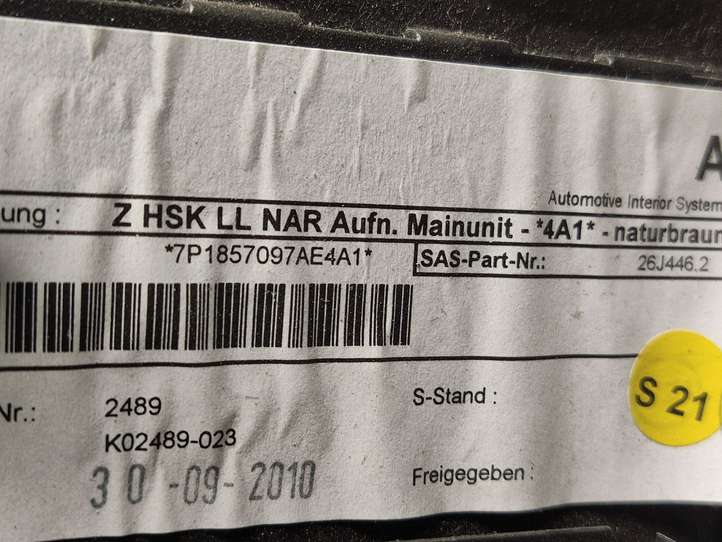 A
Automotive Interior System
ung : Z HSK LL NAR Aufn. Mainunit - *4A1* - naturbraun
*7P1857097AE4A1* SAS-Part-Nr.: 26J446.2
Nr.: 2489 S-Stand : S 21
K02489-023
30-09-2010 Freigegeben :